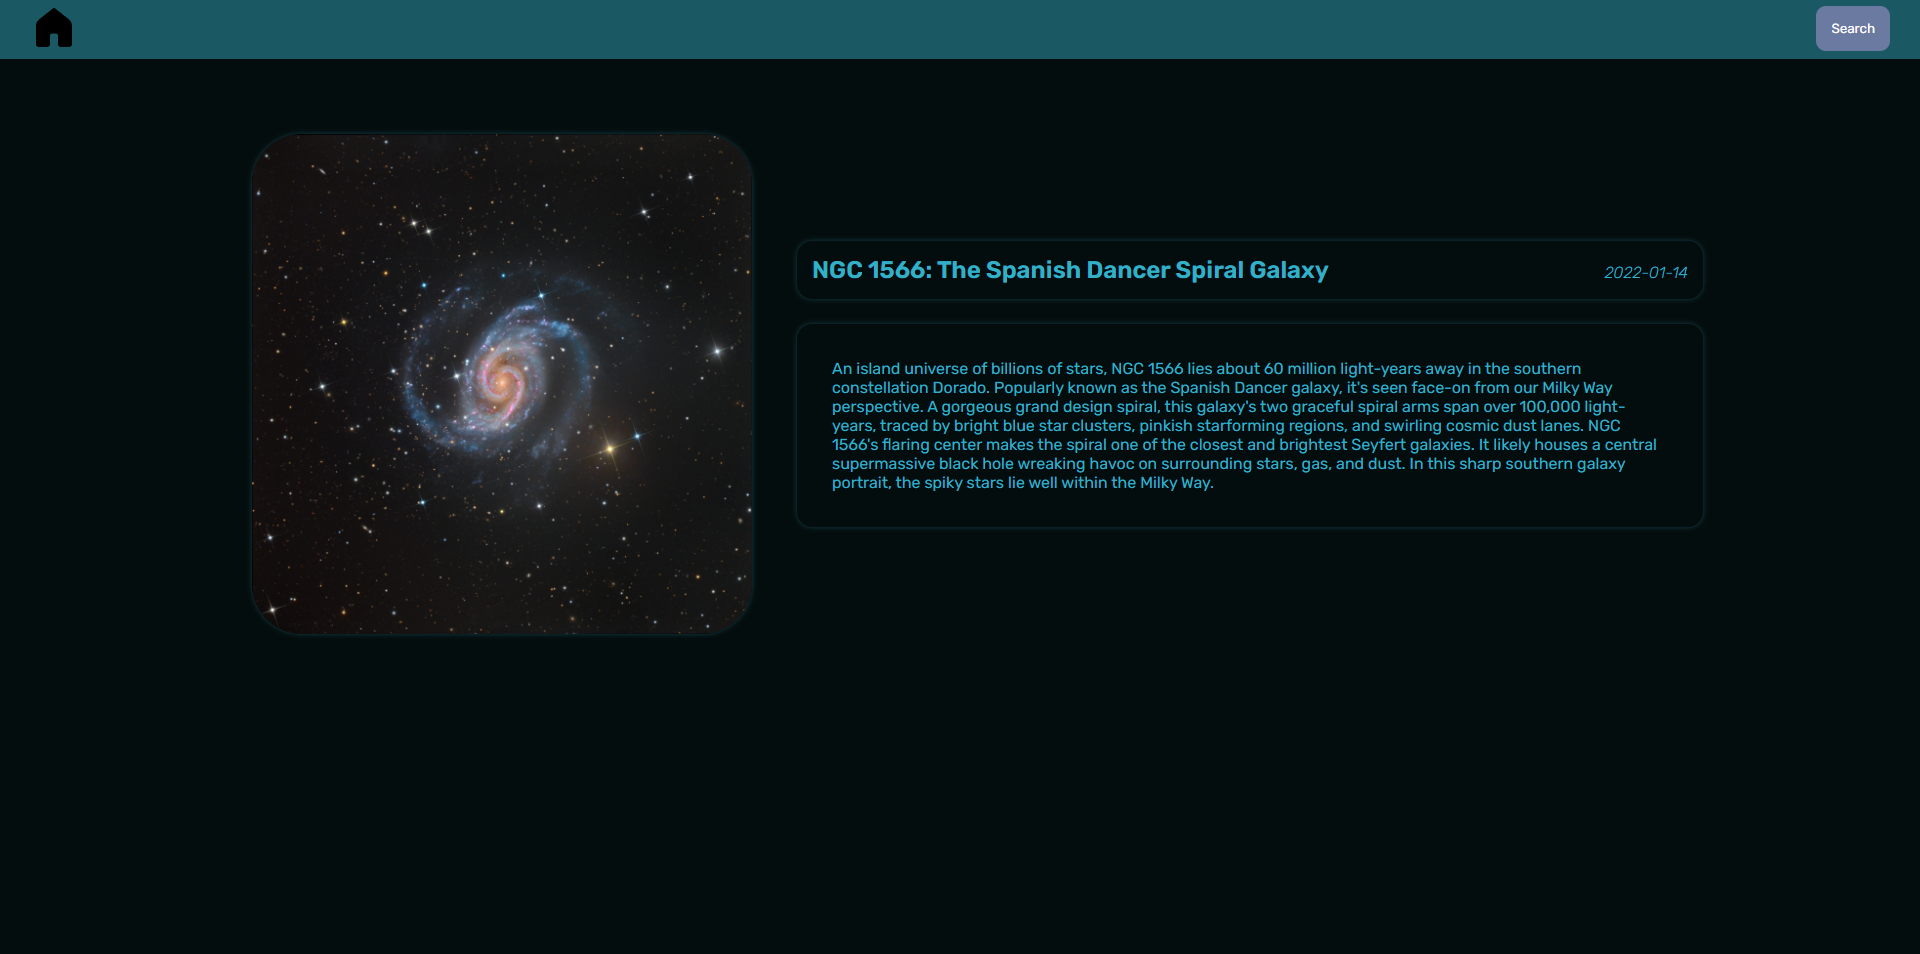 Search
NGC 1566: The Spanish Dancer Spiral Galaxy
2022-01-14
An island universe of billions of stars, NGC 1566 lies about 60 million light-years away in the southern
constellation Dorado. Popularly known as the Spanish Dancer galaxy, it's seen face-on from our Milky Way
perspective. A gorgeous grand design spiral, this galaxy's two graceful spiral arms span over 100,000 light-
years, traced by bright blue star clusters, pinkish starforming regions, and swirling cosmic dust lanes. NGC
1566's flaring center makes the spiral one of the closest and brightest Seyfert galaxies. It likely houses a central
supermassive black hole wreaking havoc on surrounding stars, gas, and dust. In this sharp southern galaxy
portrait, the spiky stars lie well within the Milky Way.